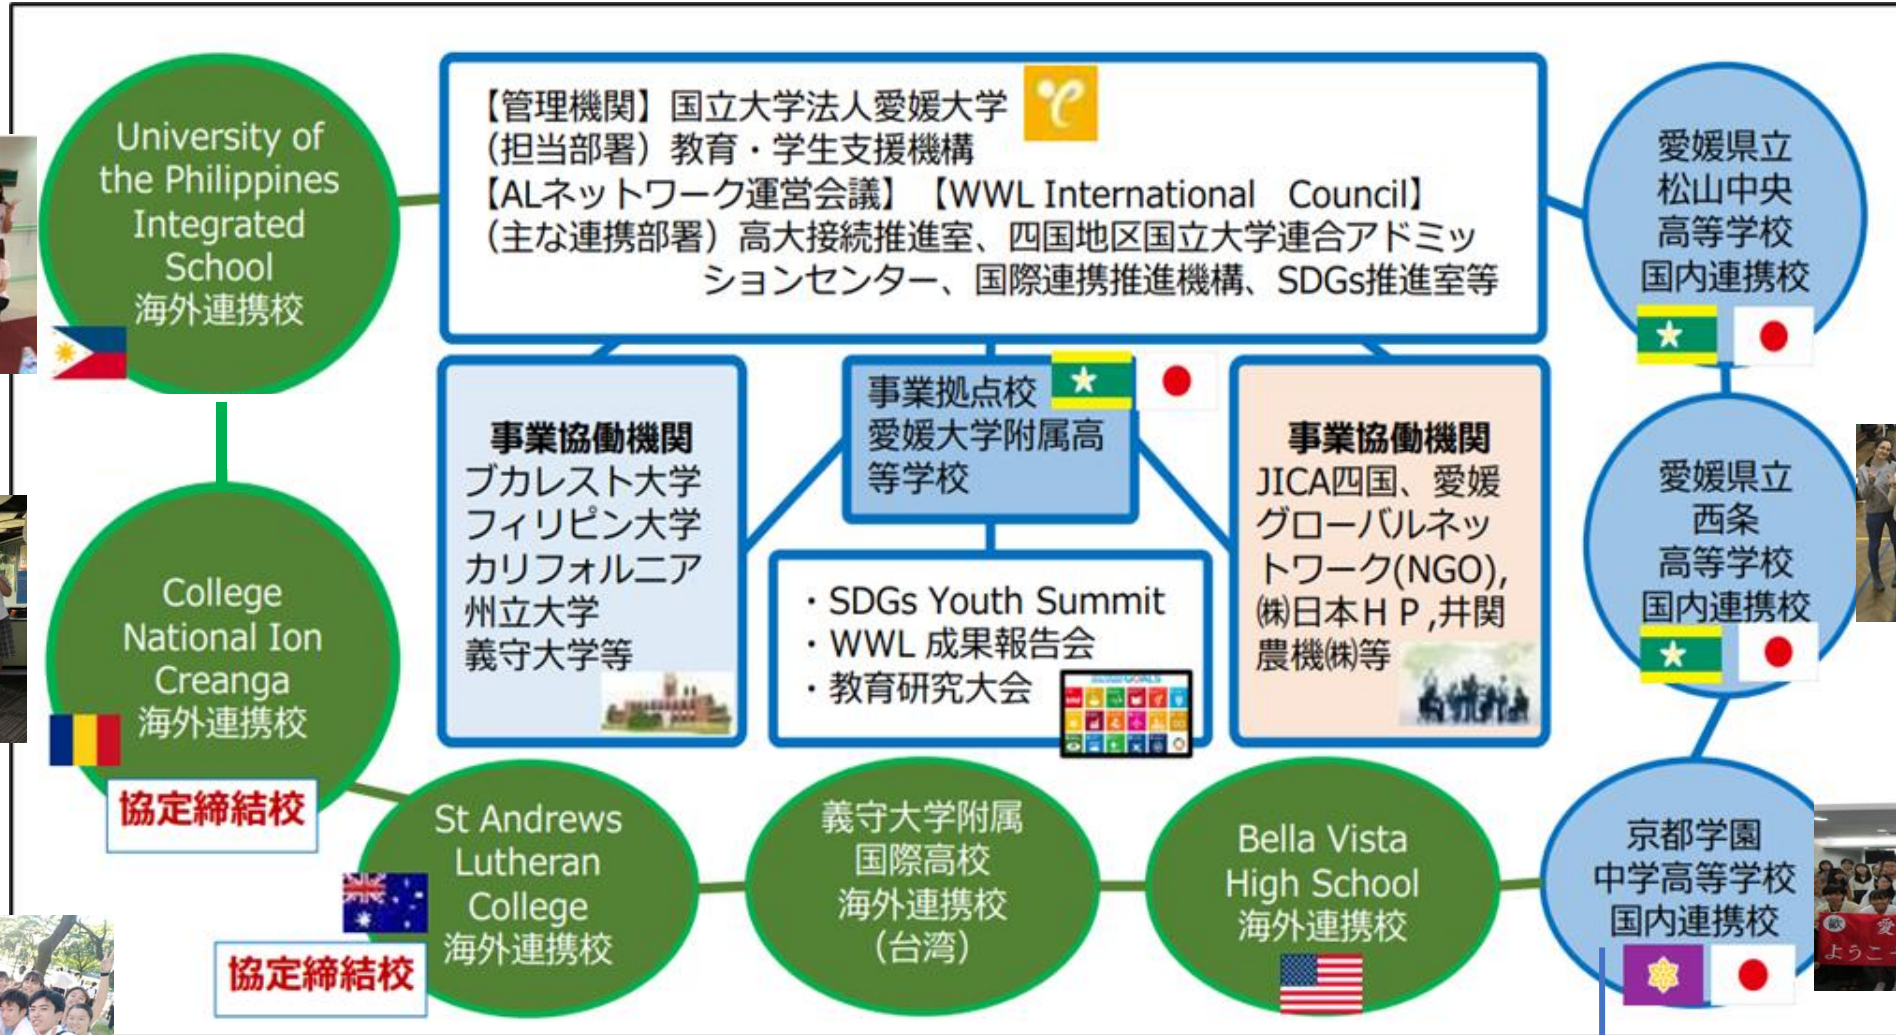 University of
the Philippines
Integrated
School
海外連携校
【管理機関】国立大学法人愛媛大学
（担当部署）教育・学生支援機構
【ALネットワーク運営会議】【WWL International　Council】
（主な連携部署）高大接続推進室、四国地区国立大学連合アドミッ
ションセンター、国際連携推進機構、SDGs推進室等
愛媛県立
松山中央
高等学校
国内連携校
事業協働機関
ブカレスト大学
フィリピン大学
カリフォルニア
州立大学
義守大学等
事業拠点校
愛媛大学附属高
等学校
事業協働機関
JICA四国、愛媛
グローバルネッ
トワーク(NGO),
㈱日本ＨＰ,井関
農機㈱等
・SDGs Youth Summit
・WWL 成果報告会
・教育研究大会
GOALS
愛媛県立
西条
高等学校
国内連携校
College
National Ion
Creanga
海外連携校
協定締結校
St Andrews
Lutheran
College
海外連携校
協定締結校
義守大学附属
国際高校
海外連携校
（台湾）
Bella Vista
High School
海外連携校
京都学園
中学高等学校
国内連携校
歓 愛
ようこそ